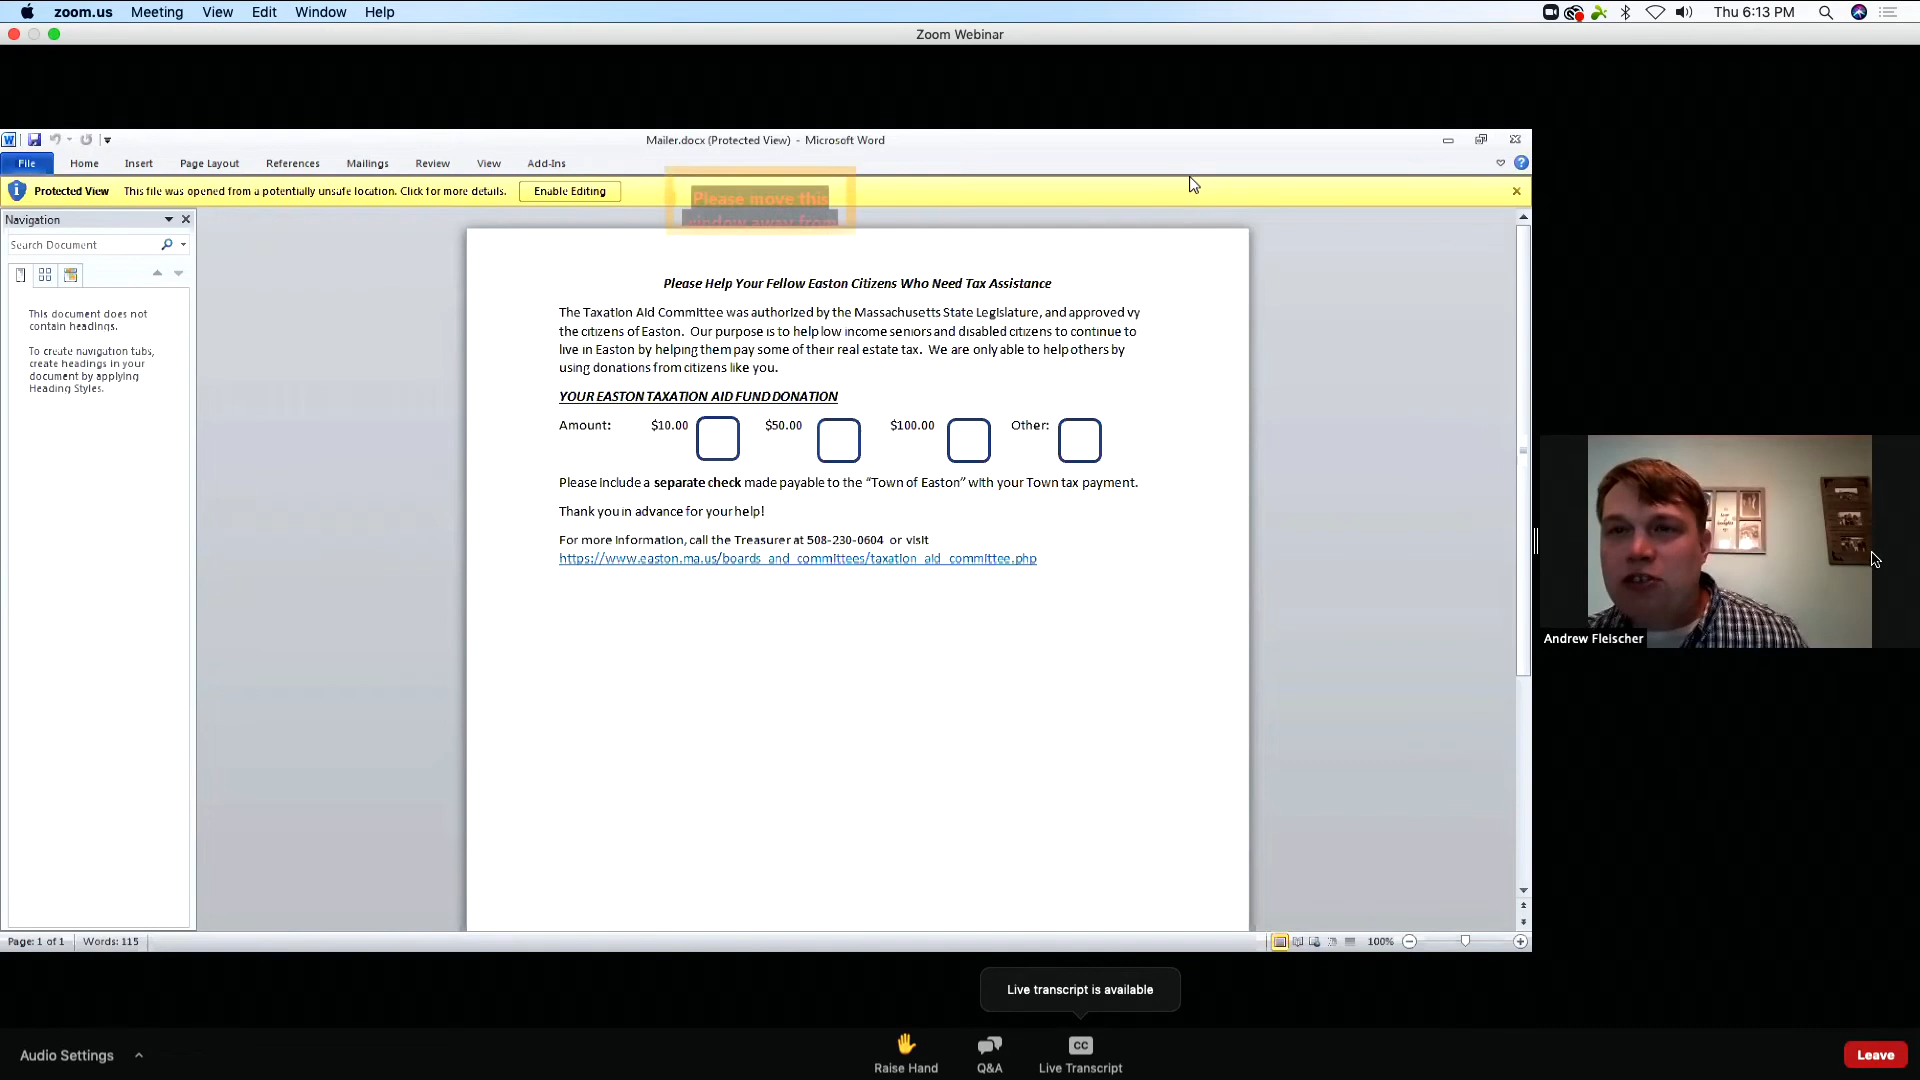 zoom.us Meeting View Edit Window Help Thu 6:13 PM
Zoom Webinar
Mailer.docx (Protected View) - Microsoft Word
File Home Insert Page Layout References Mailings Review View Add-Ins
Protected View This file was opened from a potentially unsafe location. Click for more details. Enable Editing
Please move this
window away from
Navigation
Search Document
This document does not
contain headings.
To create navigation tabs,
create headings in your
document by applying
Heading Styles.
Please Help Your Fellow Easton Citizens Who Need Tax Assistance
The Taxation Aid Committee was authorized by the Massachusetts State Legislature, and approved vy
the citizens of Easton. Our purpose is to help low income seniors and disabled citizens to continue to
live in Easton by helping them pay some of their real estate tax. We are only able to help others by
using donations from citizens like you.
YOUR EASTON TAXATION AID FUND DONATION
Amount: $10.00 $50.00 $100.00 Other:
Please include a separate check made payable to the “Town of Easton” with your Town tax payment.
Thank you in advance for your help!
For more information, call the Treasurer at 508-230-0604 or visit
https://www.easton.ma.us/boards_and_committees/taxation_aid_committee.php
Andrew Fleischer
Page: 1 of 1 Words: 115 100%
Live transcript is available
Audio Settings
Raise Hand Q&A CC Live Transcript
Leave